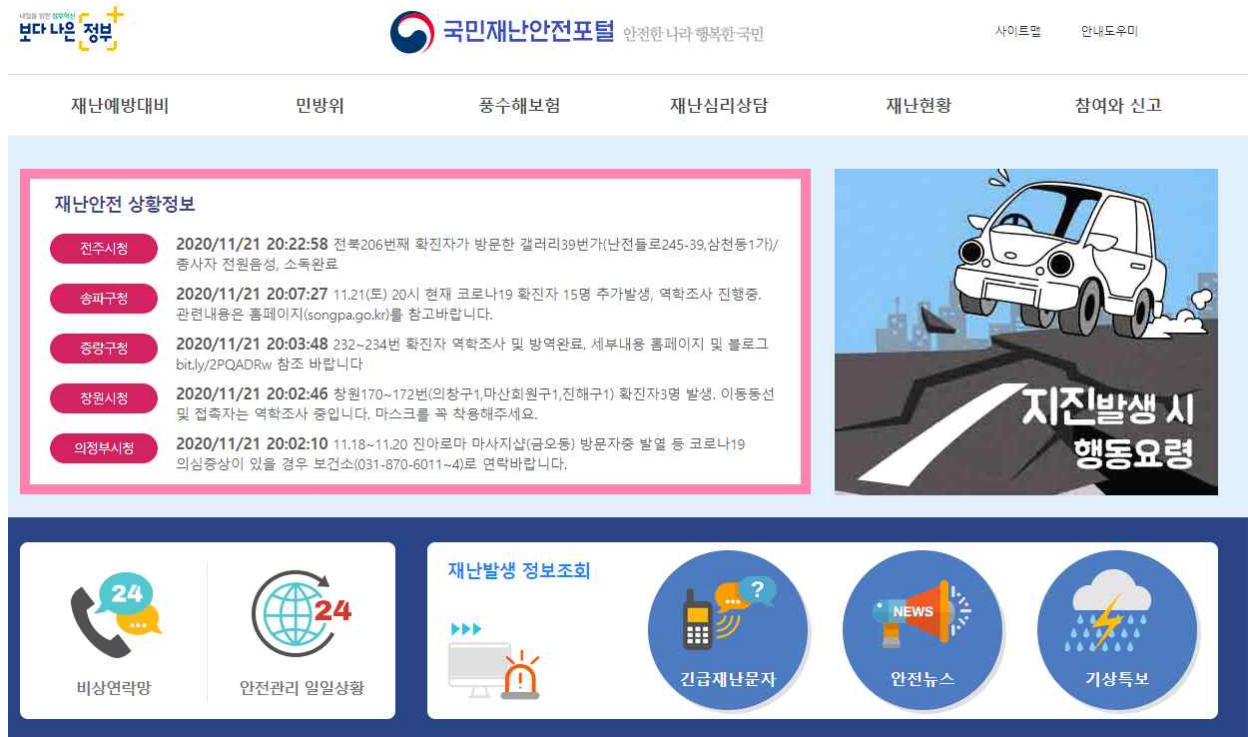 내일을 위한 정부혁신
보다 나은 정부
국민재난안전포털 안전한 나라 행복한 국민
사이트맵 안내도우미
재난예방대비 민방위 풍수해보험 재난심리상담 재난현황 참여와 신고
재난안전 상황정보
전주시청 2020/11/21 20:22:58 전북206번째 확진자가 방문한 갤러리39번가(난전들로245-39,삼천동1가)/
종사자 전원음성, 소독완료
송파구청 2020/11/21 20:07:27 11.21(토) 20시 현재 코로나19 확진자 15명 추가발생, 역학조사 진행중.
관련내용은 홈페이지(songpa.go.kr)를 참고바랍니다.
중랑구청 2020/11/21 20:03:48 232~234번 확진자 역학조사 및 방역완료, 세부내용 홈페이지 및 블로그
bit.ly/2PQADRw 참조 바랍니다
창원시청 2020/11/21 20:02:46 창원170~172번(의창구1,마산회원구1,진해구1) 확진자3명 발생. 이동동선
및 접촉자는 역학조사 중입니다. 마스크를 꼭 착용해주세요.
의정부시청 2020/11/21 20:02:10 11.18~11.20 진아로마 마사지샵(금오동) 방문자중 발열 등 코로나19
의심증상이 있을 경우 보건소(031-870-6011~4)로 연락바랍니다.
지진발생 시
행동요령
24
비상연락망
24
안전관리 일일상황
재난발생 정보조회
?
긴급재난문자
NEWS
안전뉴스
기상특보